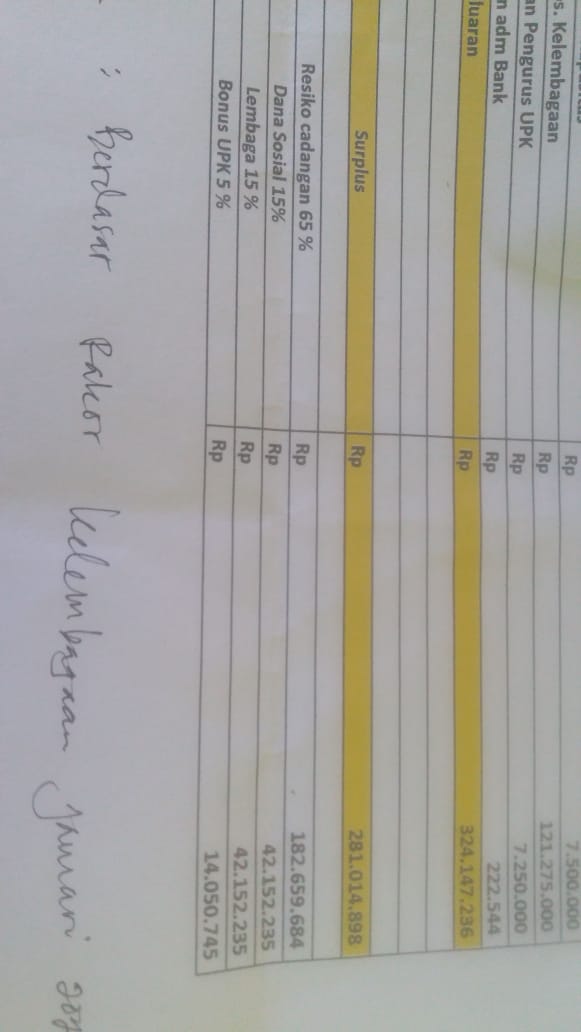 Rp 7.500.000
s. Kelembagaan Rp 121.275.000
an Pengurus UPK Rp 7.250.000
n adm Bank Rp 222.544
luaran Rp 324.147.236
Surplus Rp 281.014.898
Resiko cadangan 65 % Rp 182.659.684
Dana Sosial 15% Rp 42.152.235
Lembaga 15 % Rp 42.152.235
Bonus UPK 5 % Rp 14.050.745
: Berdasar Rakor Kelembagaan Januari